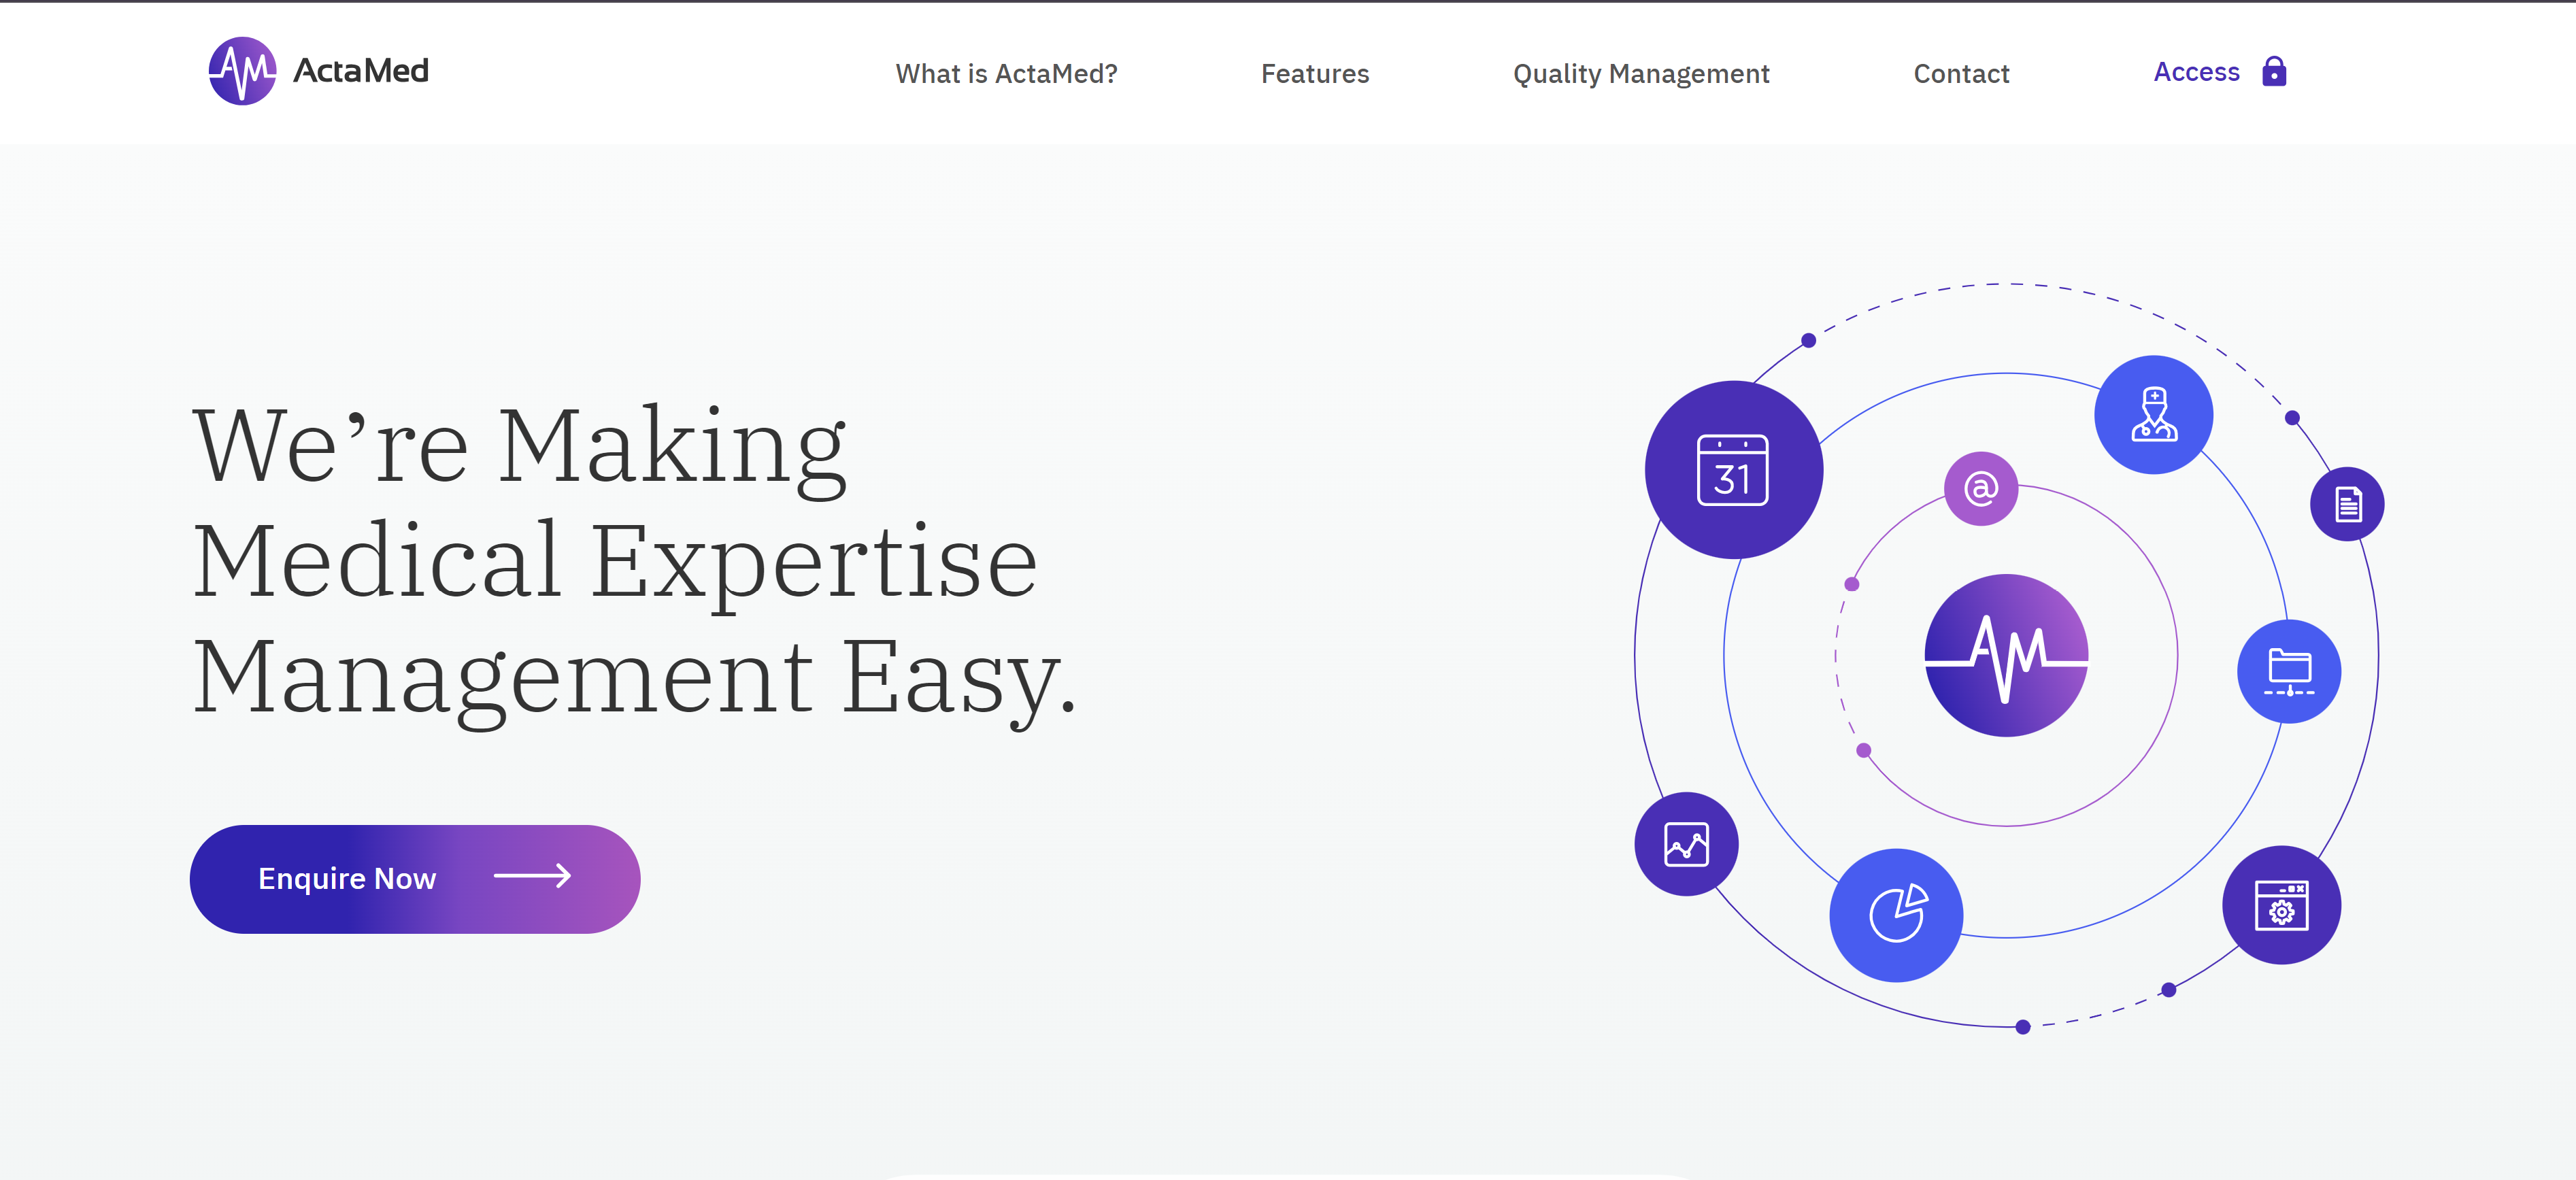 ActaMed
What is ActaMed?
Features
Quality Management
Contact
Access
We’re Making
Medical Expertise
Management Easy.
Enquire Now
31
@